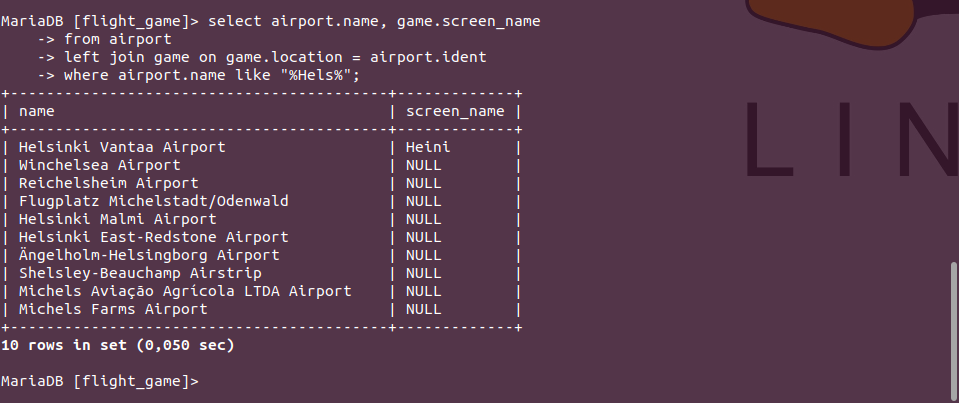 MariaDB [flight_game]> select airport.name, game.screen_name
    -> from airport
    -> left join game on game.location = airport.ident
    -> where airport.name like "%Hels%";
+------------------------------------------+-------------+
| name                                     | screen_name |
+------------------------------------------+-------------+
| Helsinki Vantaa Airport                  | Heini       |
| Winchelsea Airport                       | NULL        |
| Reichelsheim Airport                     | NULL        |
| Flugplatz Michelstadt/Odenwald           | NULL        |
| Helsinki Malmi Airport                   | NULL        |
| Helsinki East-Redstone Airport           | NULL        |
| Ängelholm-Helsingborg Airport            | NULL        |
| Shelsley-Beauchamp Airstrip              | NULL        |
| Michels Aviação Agrícola LTDA Airport    | NULL        |
| Michels Farms Airport                    | NULL        |
+------------------------------------------+-------------+
10 rows in set (0,050 sec)
MariaDB [flight_game]>
LIN